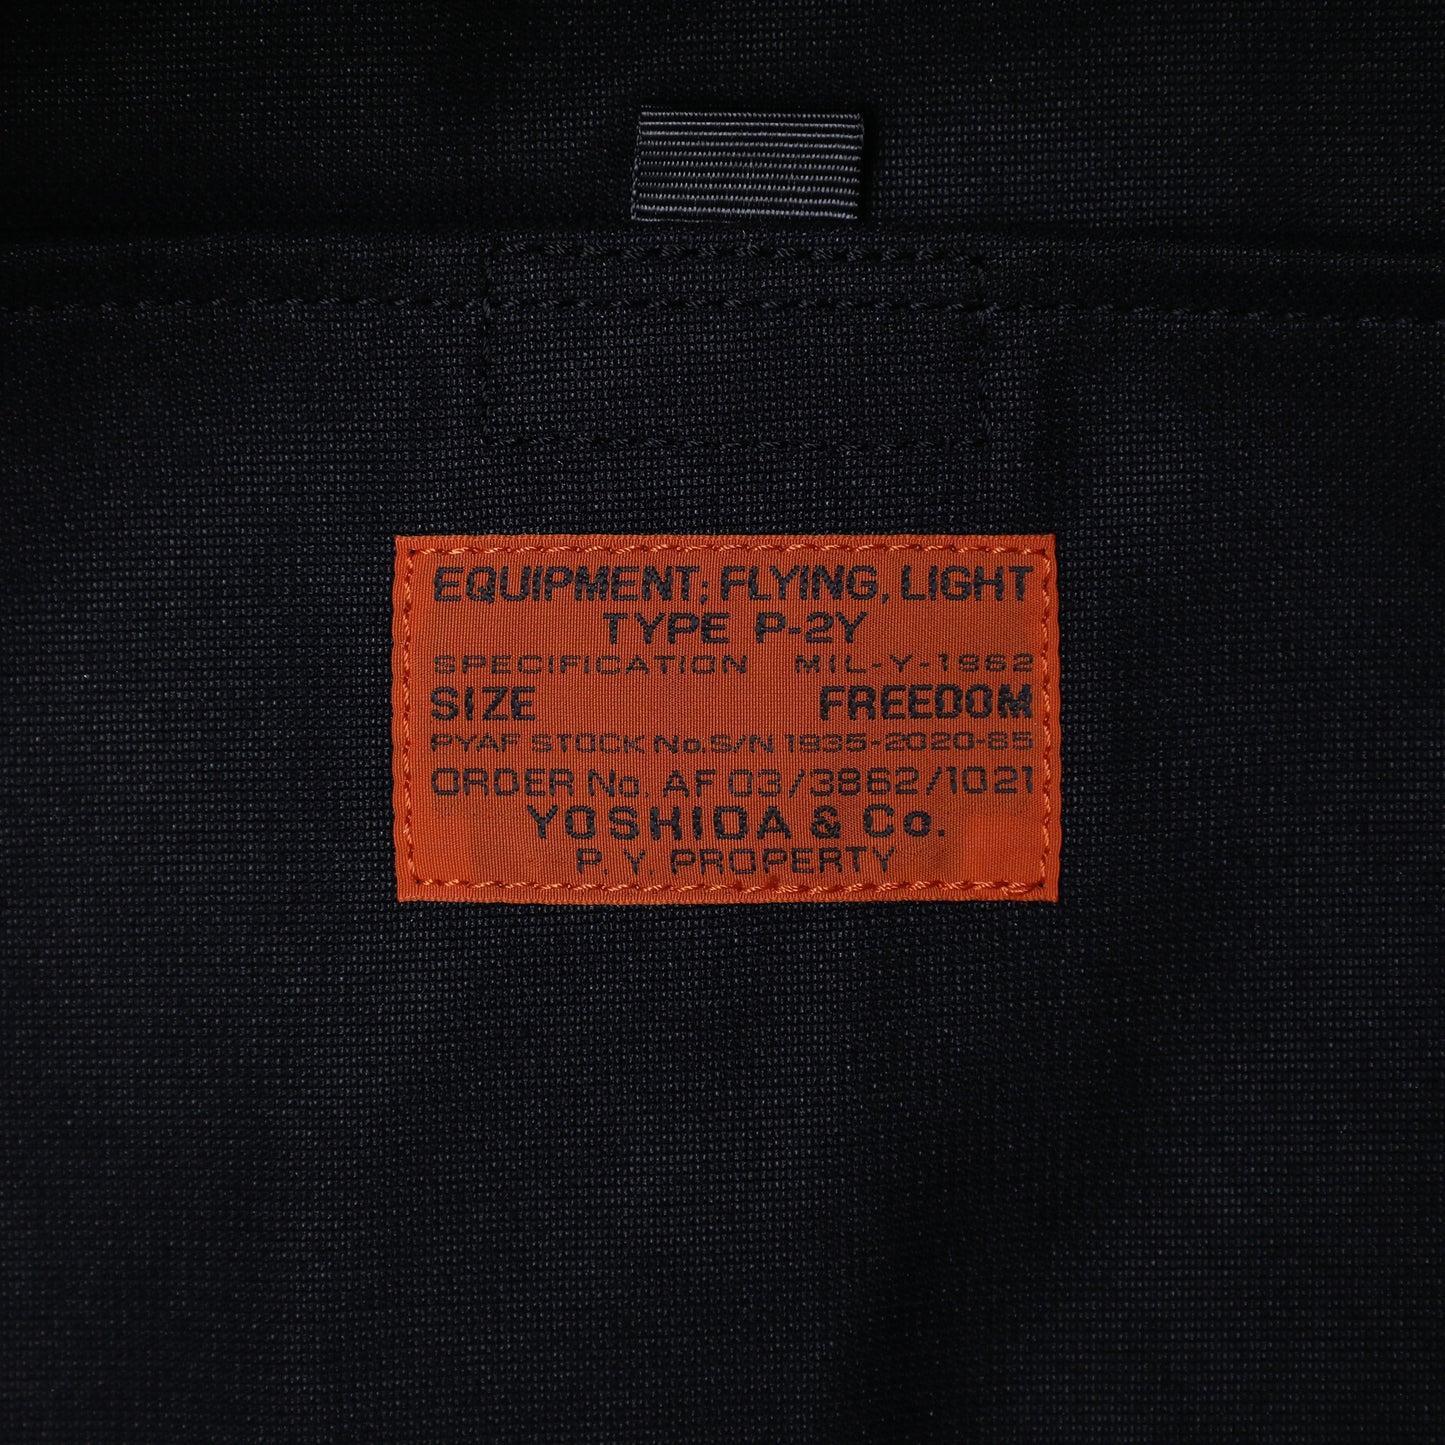 EQUIPMENT; FLYING, LIGHT
TYPE P-2Y
SPECIFICATION MIL-Y-1962
SIZE FREEDOM
PYAF STOCK No.S/N 1935-2020-85
ORDER No. AF 03/3862/1021
YOSHIDA & Co.
P. Y. PROPERTY